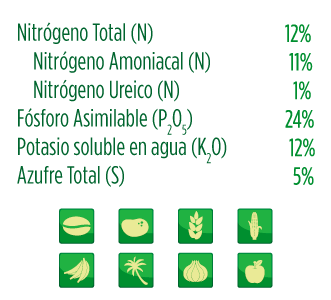 Nitrógeno Total (N) 12%
Nitrógeno Amoniacal (N) 11%
Nitrógeno Ureico (N) 1%
Fósforo Asimilable (P₂O₅) 24%
Potasio soluble en agua (K₂O) 12%
Azufre Total (S) 5%